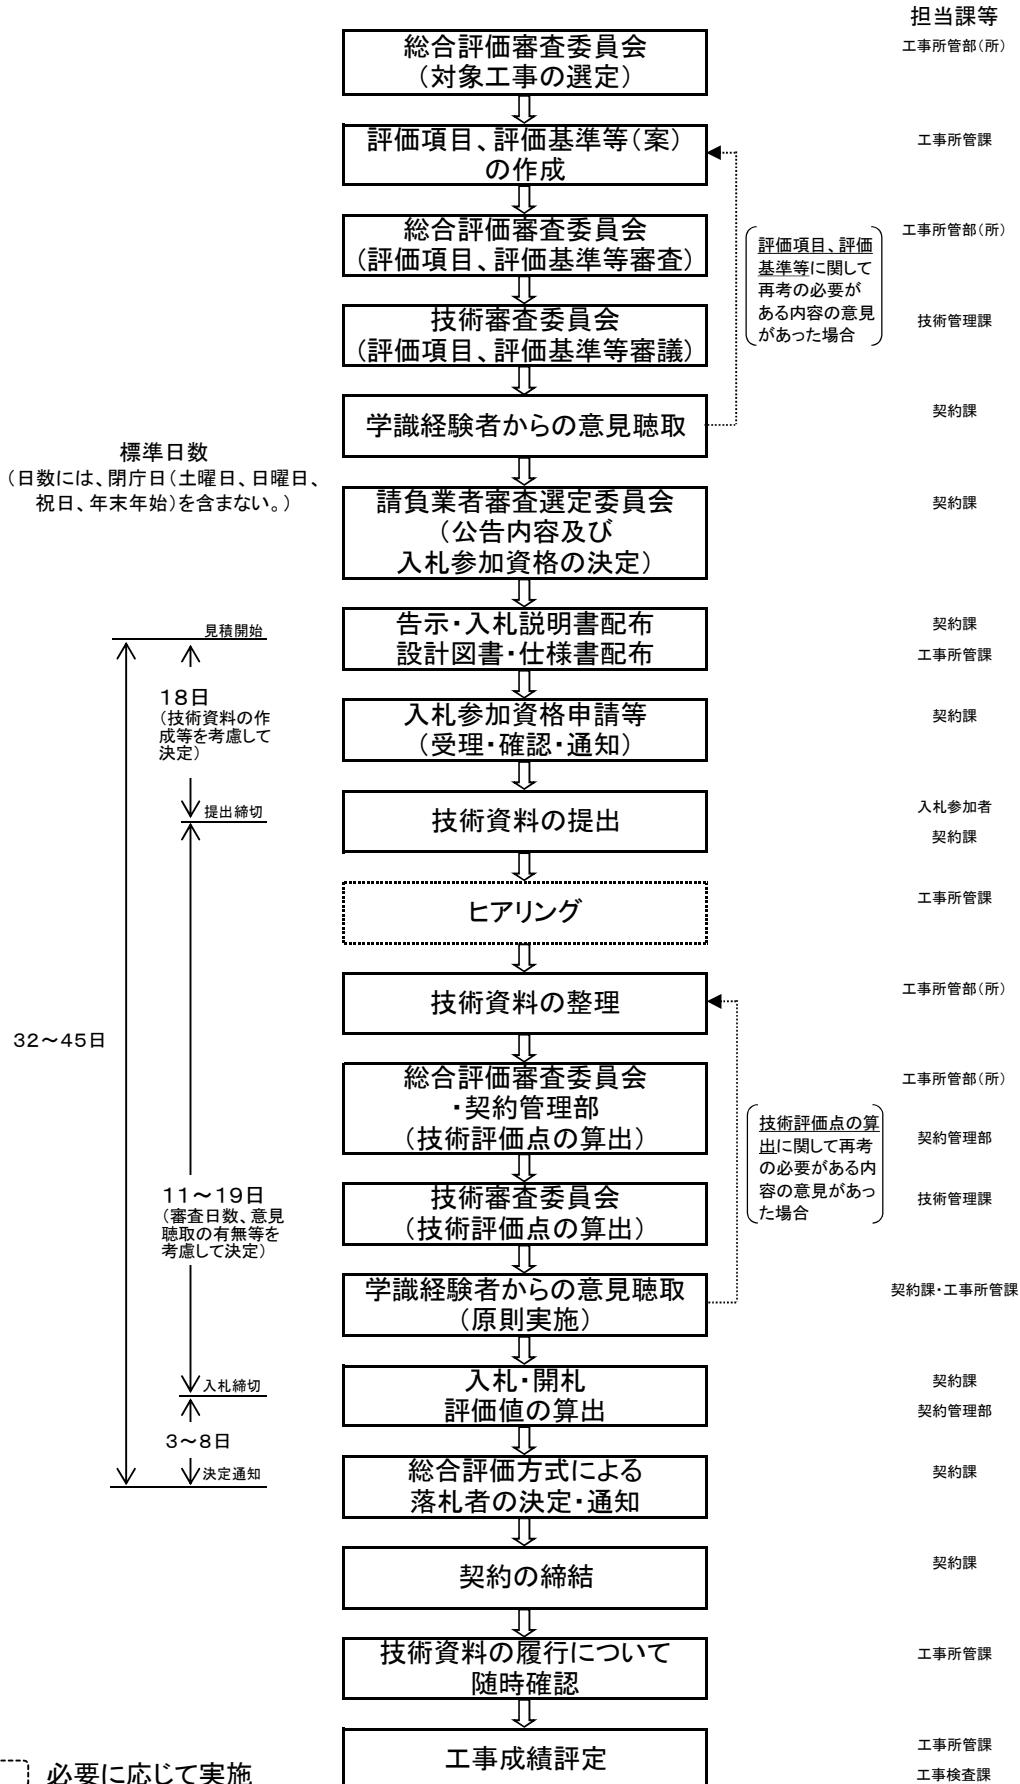 担当課等
総合評価審査委員会
（対象工事の選定）
工事所管部（所）
評価項目、評価基準等（案）
の作成
工事所管課
総合評価審査委員会
（評価項目、評価基準等審査）
工事所管部（所）
評価項目、評価
基準等に関して
再考の必要が
ある内容の意見
があった場合
技術審査委員会
（評価項目、評価基準等審議）
技術管理課
学識経験者からの意見聴取
契約課
標準日数
（日数には、閉庁日（土曜日、日曜日、
祝日、年末年始）を含まない。）
請負業者審査選定委員会
（公告内容及び
入札参加資格の決定）
契約課
告示・入札説明書配布
設計図書・仕様書配布
契約課
工事所管課
見積開始
18日
（技術資料の作
成等を考慮して
決定）
入札参加資格申請等
（受理・確認・通知）
契約課
提出締切
技術資料の提出
入札参加者
契約課
ヒアリング
工事所管課
技術資料の整理
工事所管部（所）
32～45日
総合評価審査委員会
・契約管理部
（技術評価点の算出）
工事所管部（所）
契約管理部
技術評価点の算
出に関して再考
の必要がある内
容の意見があっ
た場合
11～19日
（審査日数、意見
聴取の有無等を
考慮して決定）
技術審査委員会
（技術評価点の算出）
技術管理課
学識経験者からの意見聴取
（原則実施）
契約課・工事所管課
入札締切
入札・開札
評価値の算出
契約課
契約管理部
3～8日
決定通知
総合評価方式による
落札者の決定・通知
契約課
契約の締結
契約課
技術資料の履行について
随時確認
工事所管課
工事成績評定
工事所管課
工事検査課
必要に応じて実施